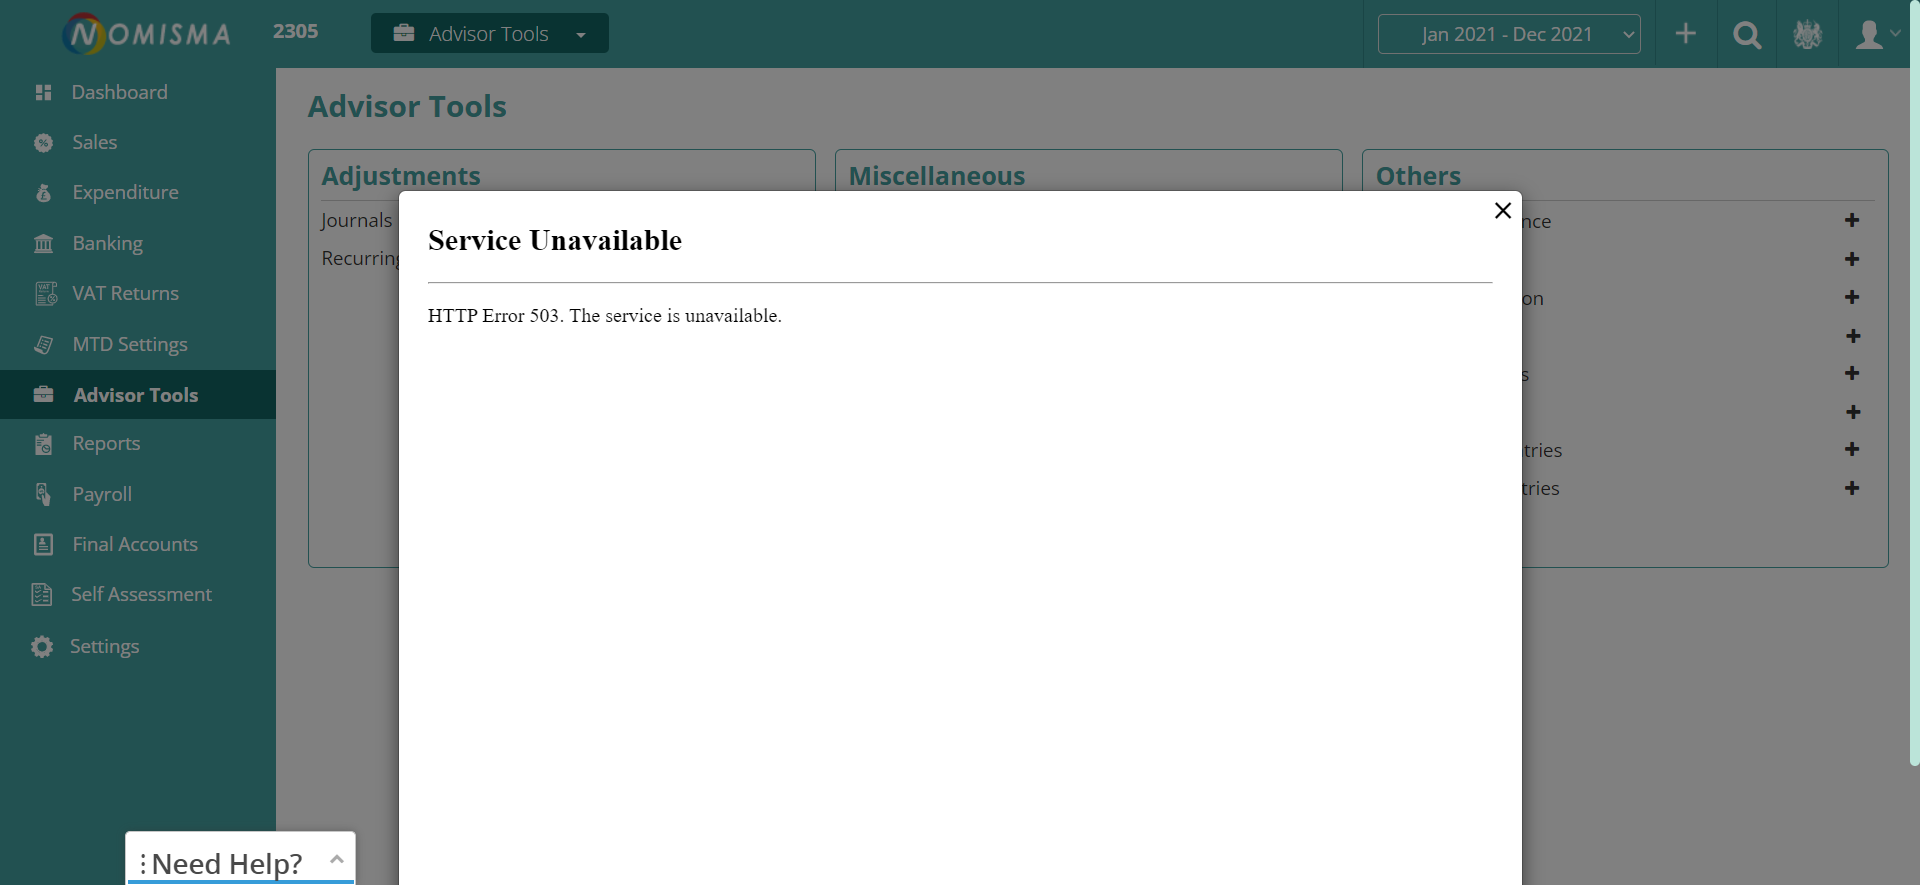 NOMISMA
2305
Advisor Tools
Jan 2021 - Dec 2021
Dashboard
Sales
Expenditure
Banking
VAT Returns
MTD Settings
Advisor Tools
Reports
Payroll
Final Accounts
Self Assessment
Settings
Advisor Tools
Adjustments
Journals
Recurring
Miscellaneous
Others
nce
on
s
tries
tries
Service Unavailable
HTTP Error 503. The service is unavailable.
Need Help?